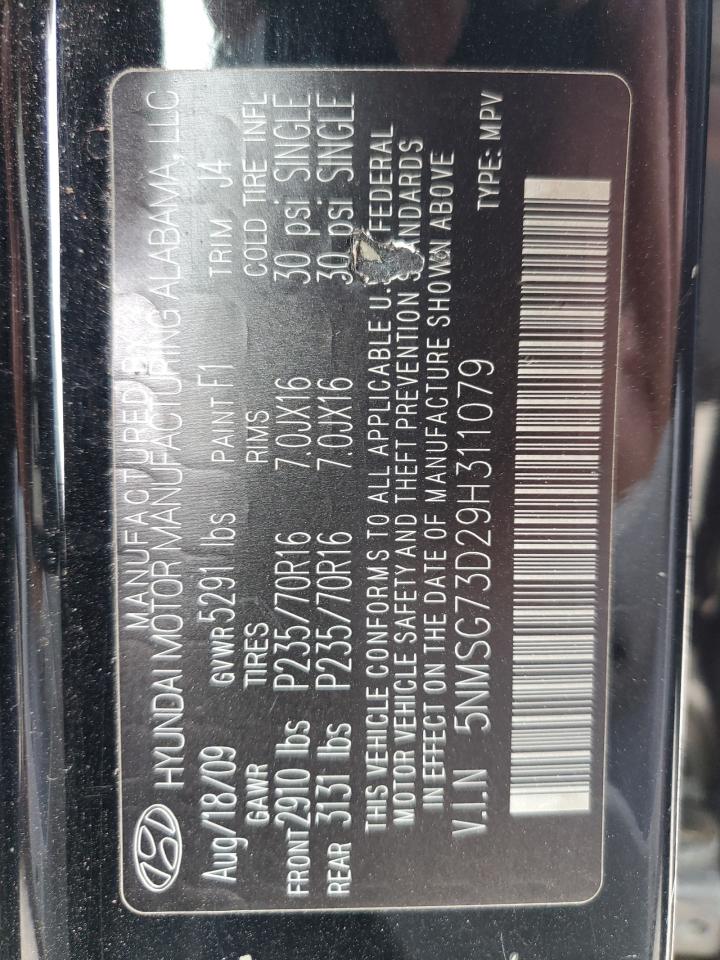 MANUFACTURED BY
HYUNDAI MOTOR MANUFACTURING ALABAMA, LLC
Aug/18/09 GVWR 5291 lbs PAINT F1 TRIM J4
GAWR TIRES RIMS COLD TIRE INFL
FRONT 2910 lbs P235/70R16 7.0JX16 30 psi SINGLE
REAR 3131 lbs P235/70R16 7.0JX16 30 psi SINGLE
THIS VEHICLE CONFORMS TO ALL APPLICABLE U. FEDERAL
MOTOR VEHICLE SAFETY AND THEFT PREVENTION STANDARDS
IN EFFECT ON THE DATE OF MANUFACTURE SHOWN ABOVE
V.I.N 5NMSG73D29H311079 TYPE: MPV